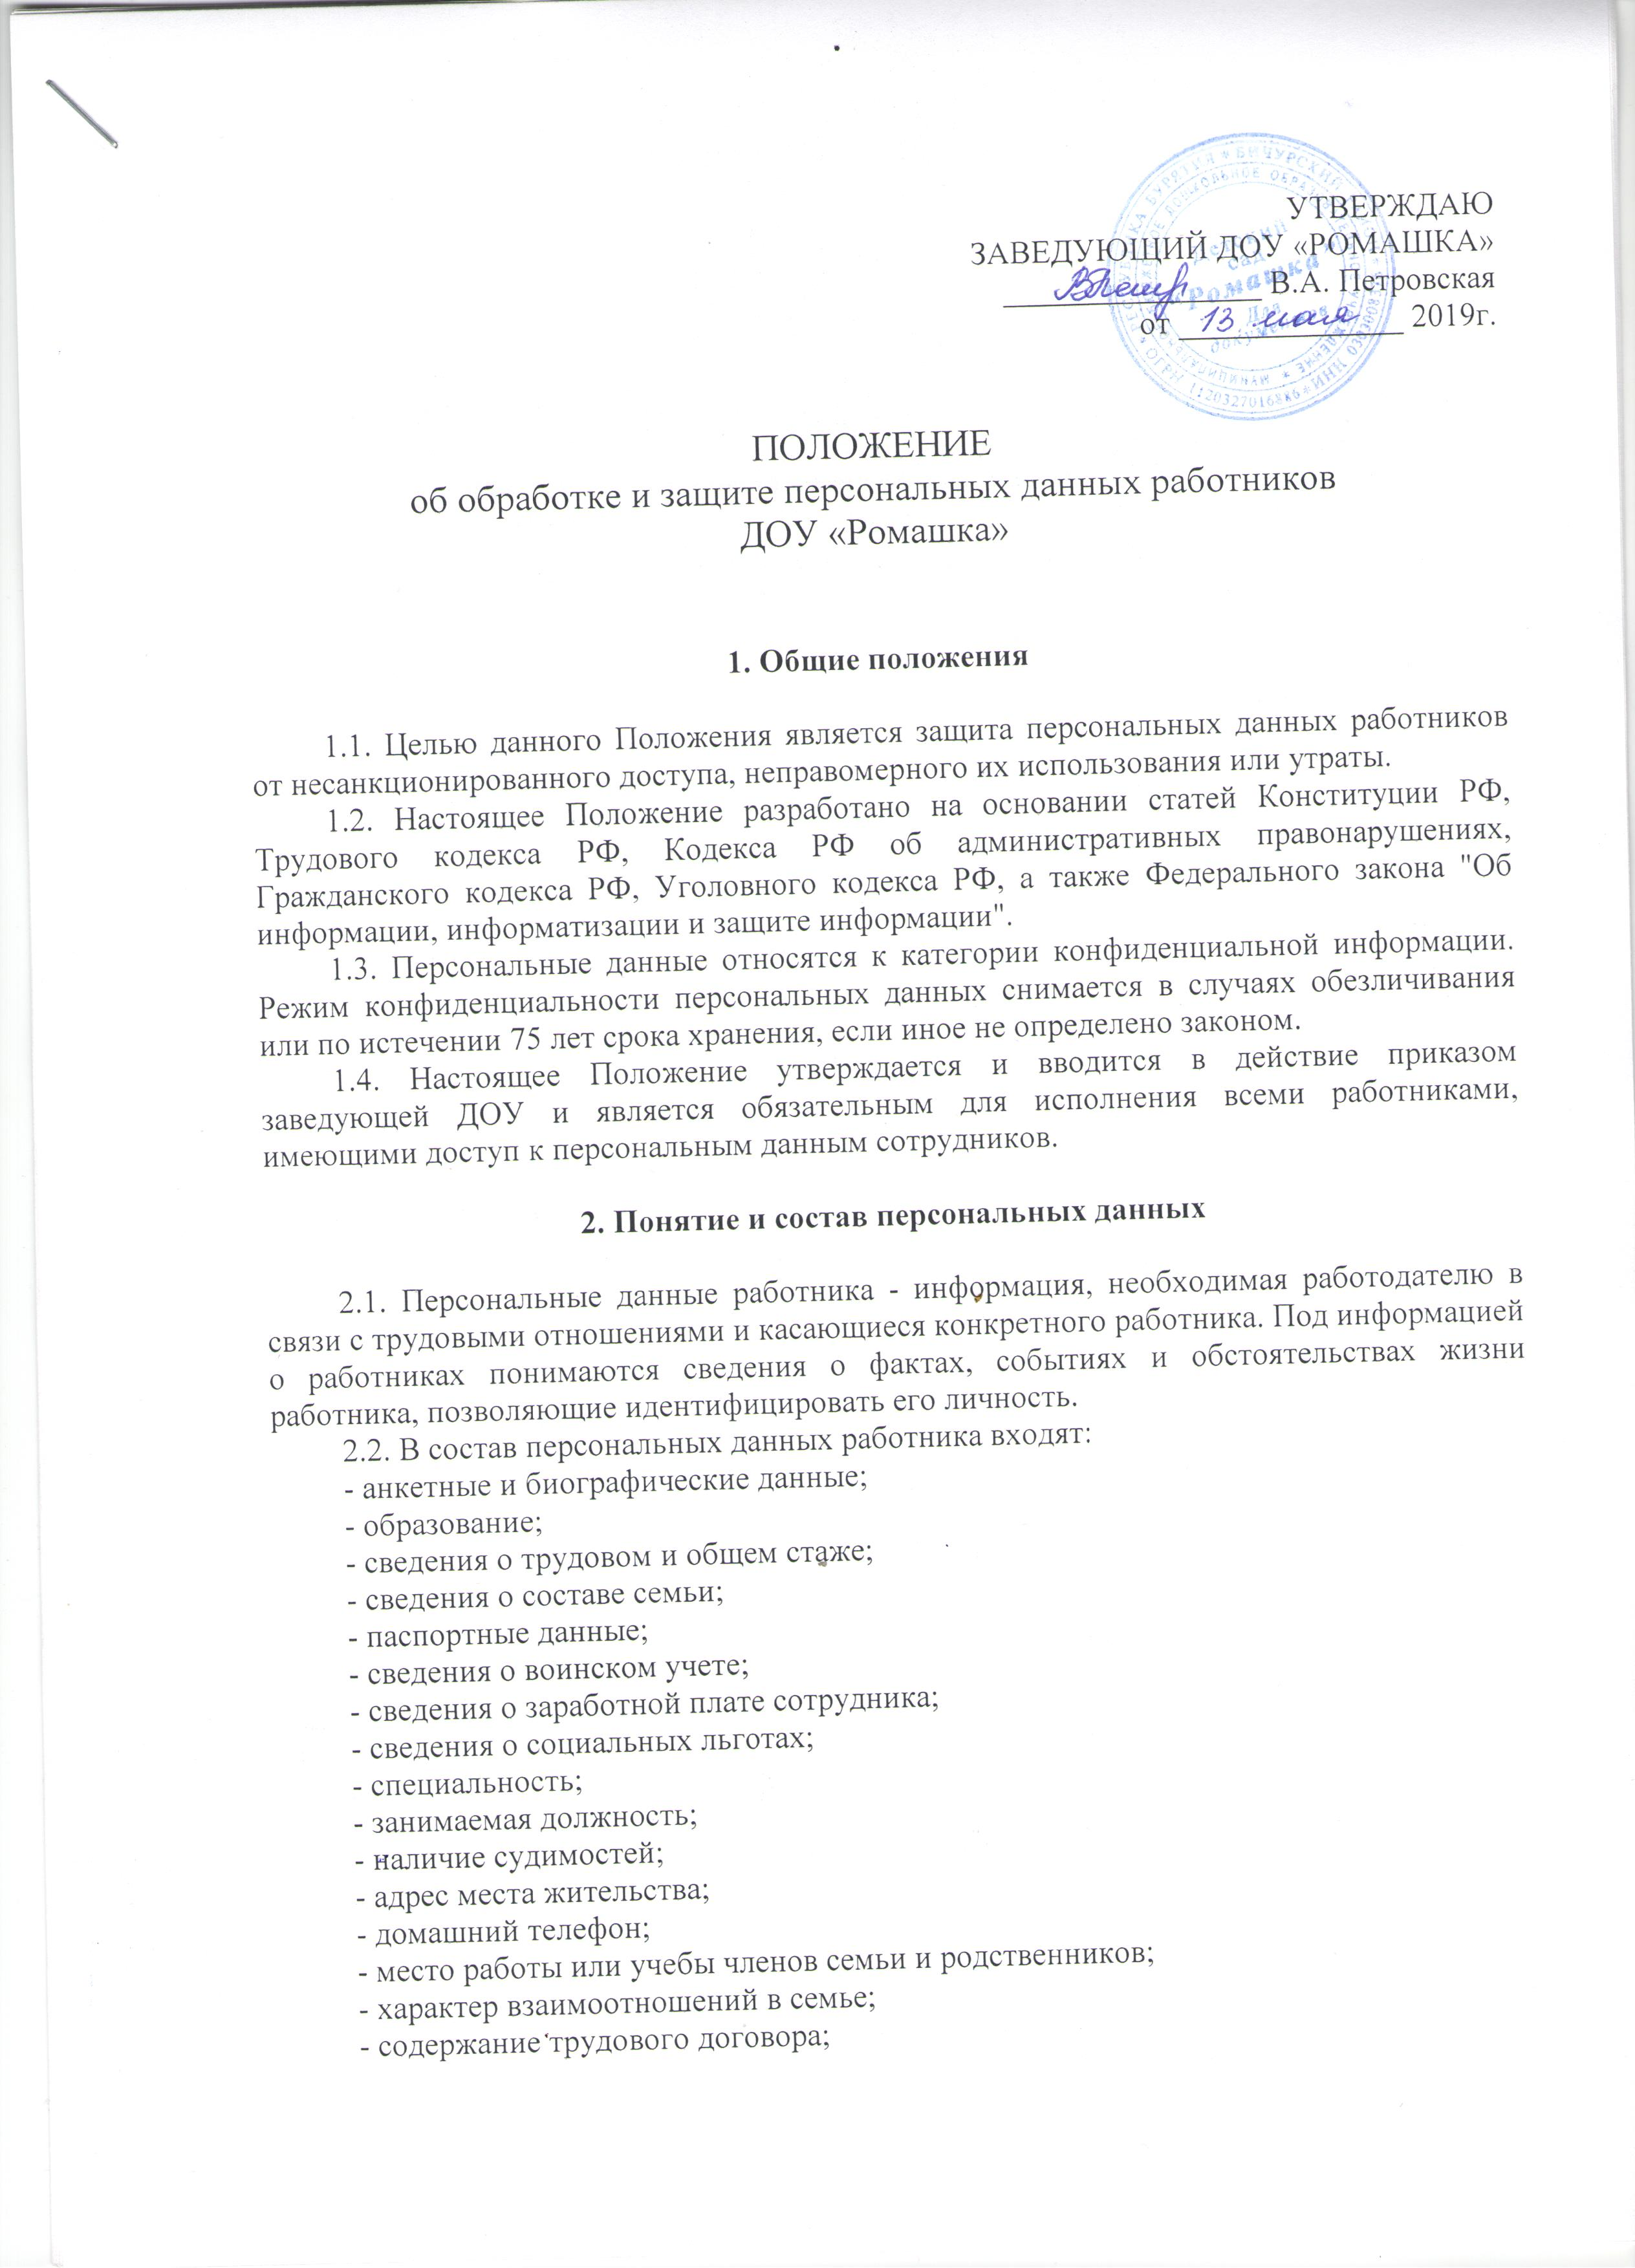 УТВЕРЖДАЮ
ЗАВЕДУЮЩИЙ ДОУ «РОМАШКА»
В.А. Петровская
от 13 мая 2019г.
РЕСПУБЛИКА БУРЯТИЯ * БИЧУРСКИЙ
ОГРН
ИНН
Детский
сад
"Ромашка"
Для
документов
ПОЛОЖЕНИЕ
об обработке и защите персональных данных работников
ДОУ «Ромашка»
1. Общие положения
1.1. Целью данного Положения является защита персональных данных работников
от несанкционированного доступа, неправомерного их использования или утраты.
1.2. Настоящее Положение разработано на основании статей Конституции РФ,
Трудового кодекса РФ, Кодекса РФ об административных правонарушениях,
Гражданского кодекса РФ, Уголовного кодекса РФ, а также Федерального закона "Об
информации, информатизации и защите информации".
1.3. Персональные данные относятся к категории конфиденциальной информации.
Режим конфиденциальности персональных данных снимается в случаях обезличивания
или по истечении 75 лет срока хранения, если иное не определено законом.
1.4. Настоящее Положение утверждается и вводится в действие приказом
заведующей ДОУ и является обязательным для исполнения всеми работниками,
имеющими доступ к персональным данным сотрудников.
2. Понятие и состав персональных данных
2.1. Персональные данные работника - информация, необходимая работодателю в
связи с трудовыми отношениями и касающиеся конкретного работника. Под информацией
о работниках понимаются сведения о фактах, событиях и обстоятельствах жизни
работника, позволяющие идентифицировать его личность.
2.2. В состав персональных данных работника входят:
- анкетные и биографические данные;
- образование;
- сведения о трудовом и общем стаже;
- сведения о составе семьи;
- паспортные данные;
- сведения о воинском учете;
- сведения о заработной плате сотрудника;
- сведения о социальных льготах;
- специальность;
- занимаемая должность;
- наличие судимостей;
- адрес места жительства;
- домашний телефон;
- место работы или учебы членов семьи и родственников;
- характер взаимоотношений в семье;
- содержание трудового договора;